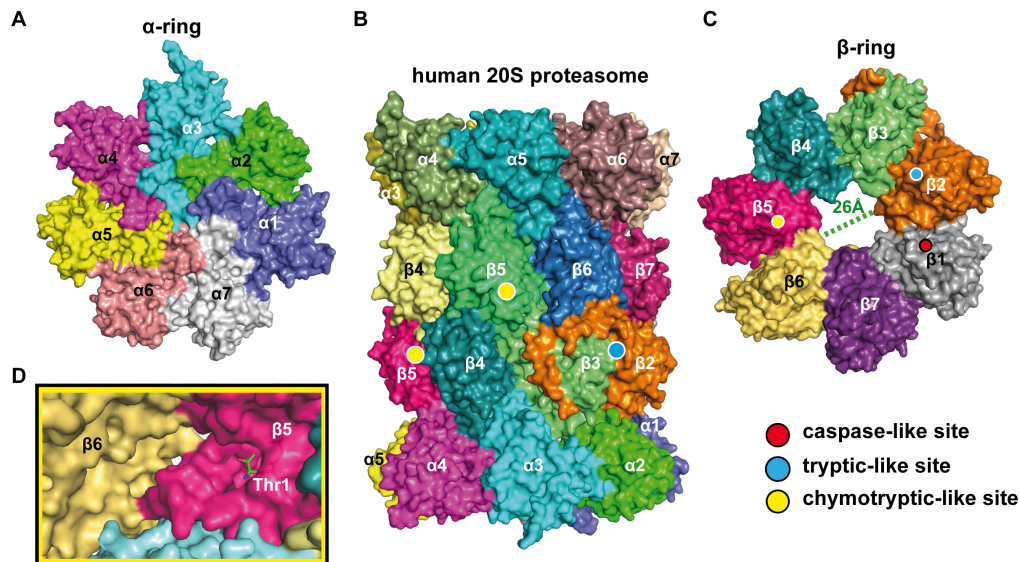 A
α-ring
α3
α4
α2
α5
α1
α6
α7
B
human 20S proteasome
α4
α5
α6
α7
α3
β4
β5
β6
β7
β5
β4
β3
β2
α1
α5
α4
α3
α2
C
β-ring
β3
β4
β2
β5
26Å
β1
β6
β7
D
β6
β5
Thr1
caspase-like site
tryptic-like site
chymotryptic-like site